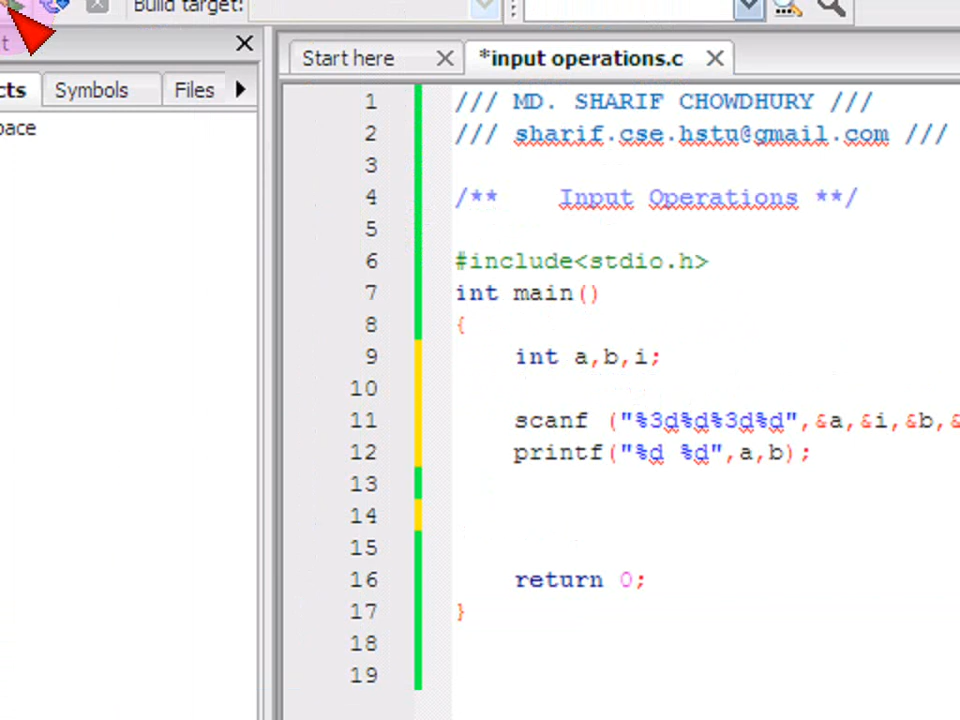 Build target:
t
Start here
*input operations.c
cts
Symbols
Files
pace
1 /// MD. SHARIF CHOWDHURY ///
2 /// sharif.cse.hstu@gmail.com ///
3
4 /** Input Operations **/
5
6 #include<stdio.h>
7 int main()
8 {
9 int a,b,i;
10
11 scanf ("%3d%d%3d%d",&a,&i,&b,&
12 printf("%d %d",a,b);
13
14
15
16 return 0;
17 }
18
19